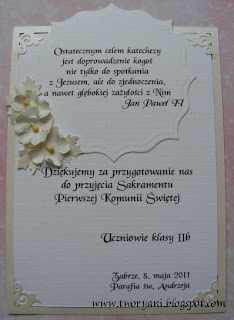 Ostatecznym celem katechezy
jest doprowadzenie kogoś
nie tylko do spotkania
z Jezusem, ale do zjednoczenia,
a nawet głębokiej zażyłości z Nim
Jan Paweł II
Dziękujemy za przygotowanie nas
do przyjęcia Sakramentu
Pierwszej Komunii Świętej
Uczniowie klasy IIb
Zabrze, 8. maja 2011
Parafia św. Andrzeja
www.tworyani.blogspot.com